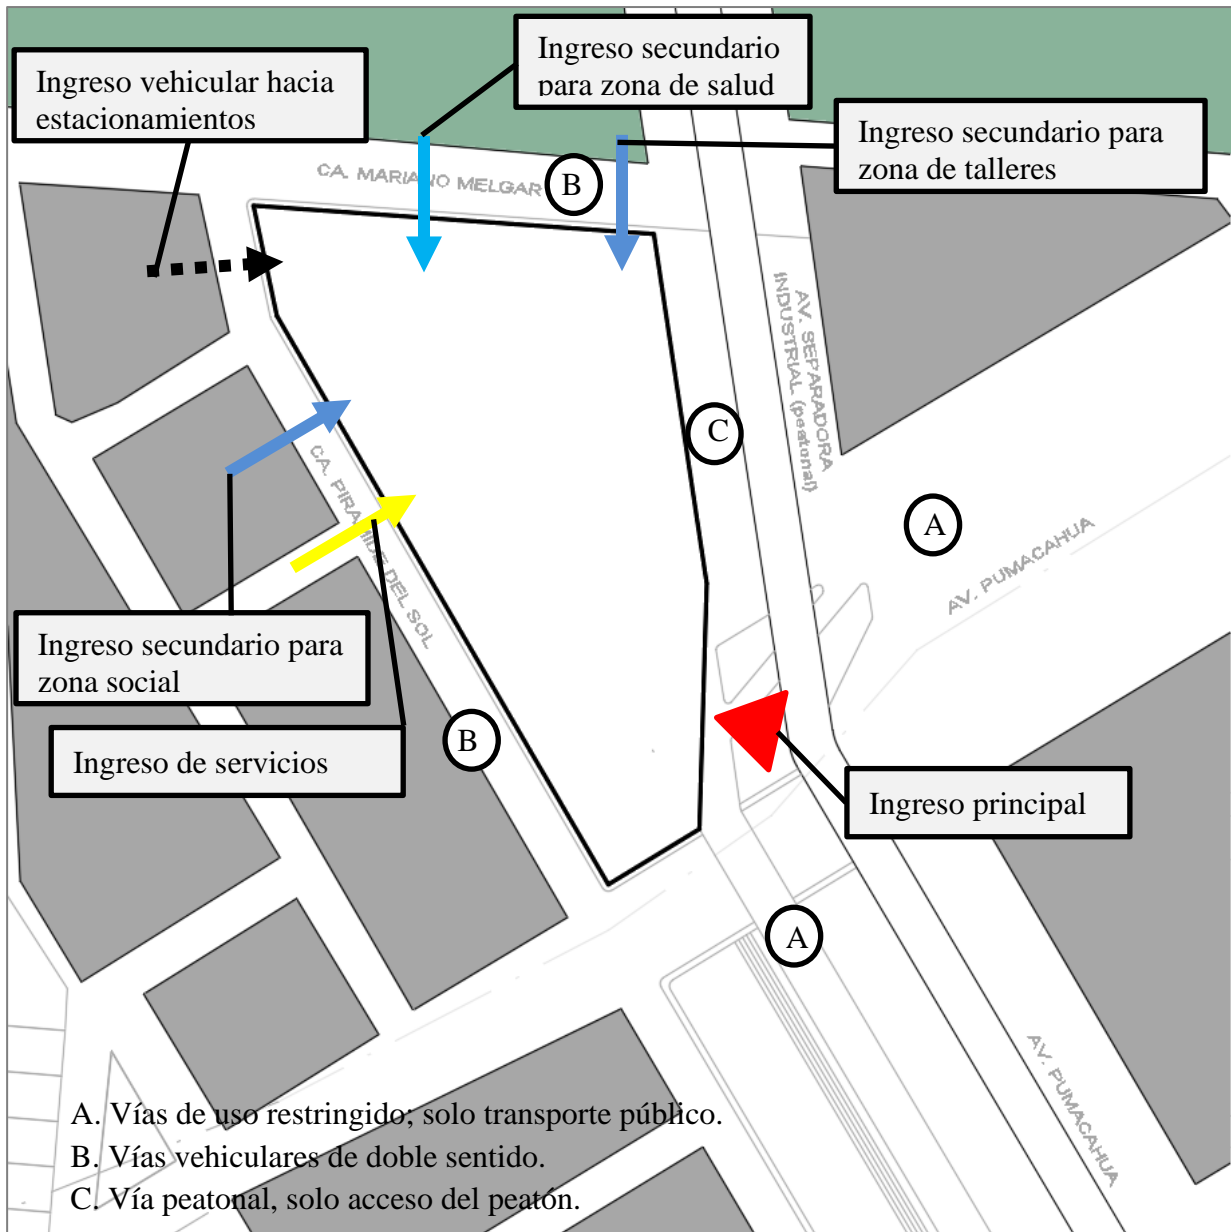 Ingreso secundario
para zona de salud
Ingreso vehicular hacia
estacionamientos
Ingreso secundario para
zona de talleres
CA. MARIANO MELGAR
B
AV. SEPARADORA
INDUSTRIAL (peatonal)
C
A
AV. PUMACAHUA
CA. PIRAMIDE DEL SOL
Ingreso secundario para
zona social
B
Ingreso de servicios
Ingreso principal
A
AV. PUMACAHUA
A. Vías de uso restringido; solo transporte público.
B. Vías vehiculares de doble sentido.
C. Vía peatonal, solo acceso del peatón.